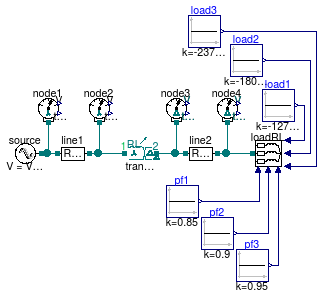 load3
k=-237...
load2
k=-180...
load1
k=-127...
node1
node2
node3
node4
source
V = V...
line1
R...
1
2
tran...
line2
R...
loadRL
pf1
k=0.85
pf2
k=0.9
pf3
k=0.95